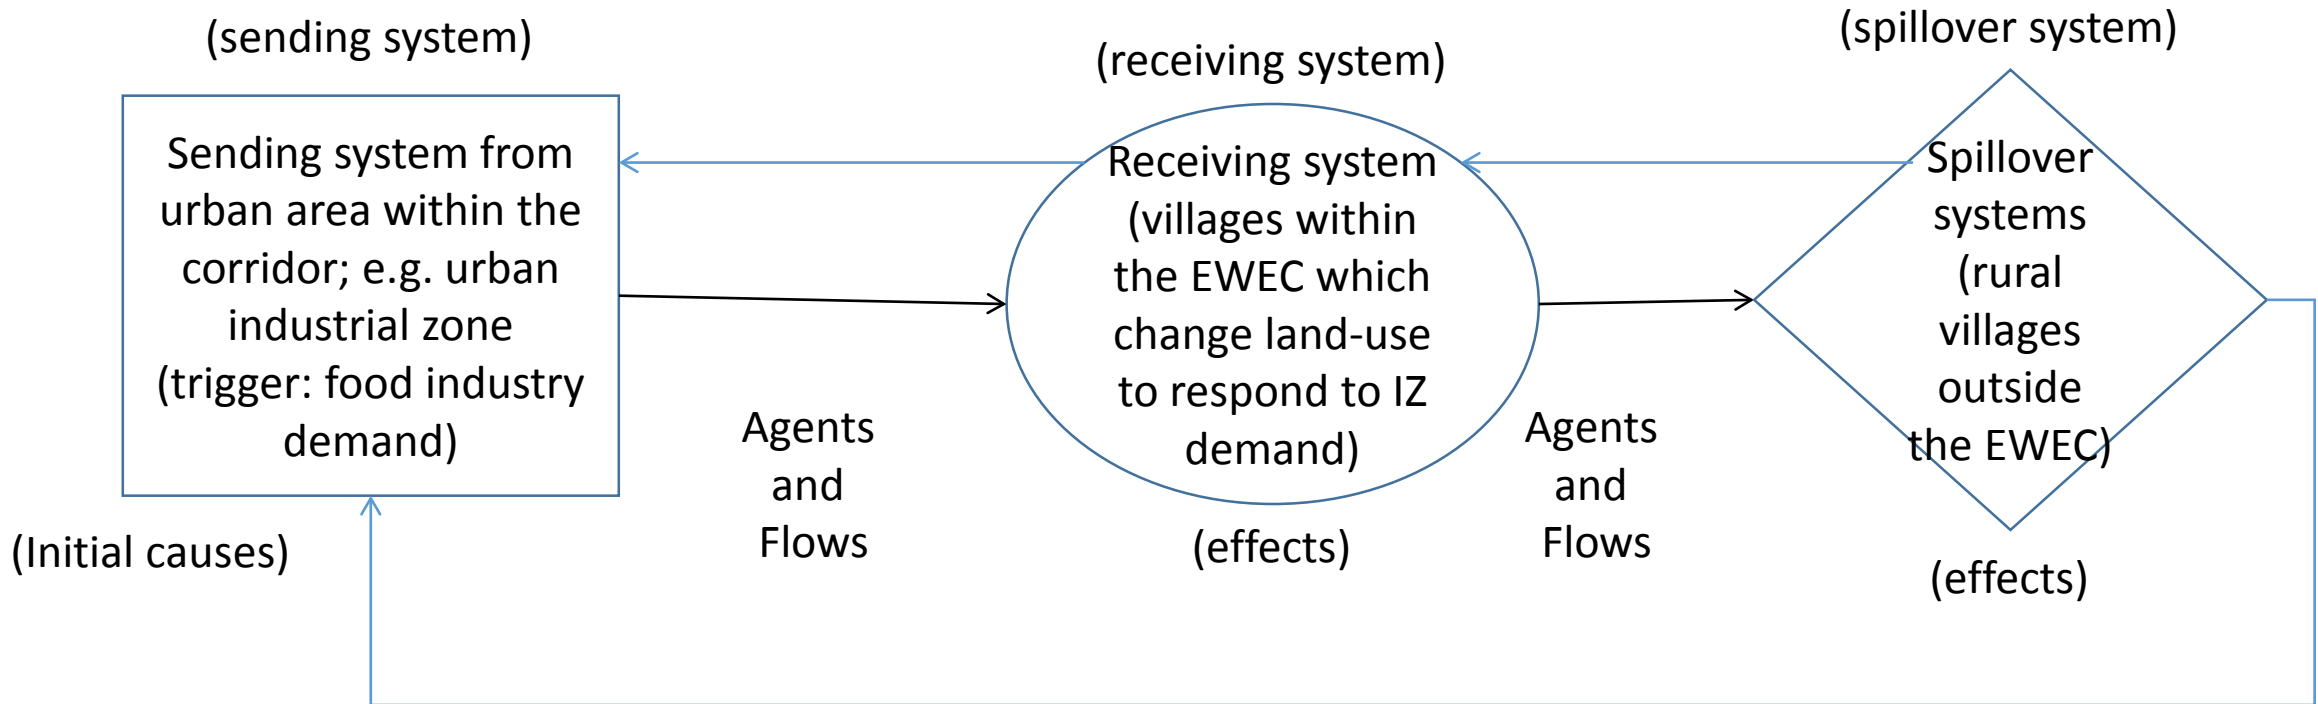 (sending system)
Sending system from
urban area within the
corridor; e.g. urban
industrial zone
(trigger: food industry
demand)
(Initial causes)
Agents
and
Flows
(receiving system)
Receiving system
(villages within
the EWEC which
change land-use
to respond to IZ
demand)
(effects)
Agents
and
Flows
(spillover system)
Spillover
systems
(rural
villages
outside
the EWEC)
(effects)